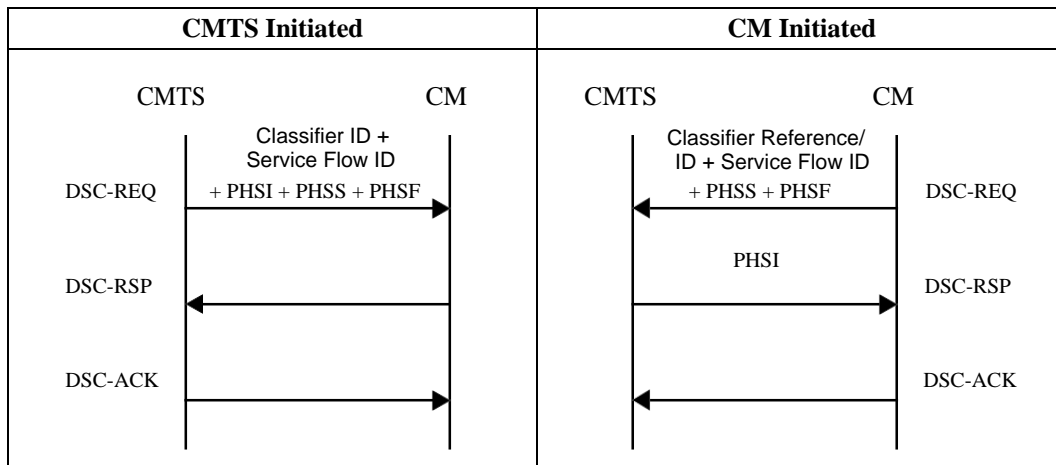 CMTS Initiated
CM Initiated
CMTS
CM
Classifier ID +
Service Flow ID
DSC-REQ
+ PHSI + PHSS + PHSF
DSC-RSP
DSC-ACK
CMTS
CM
Classifier Reference/
ID + Service Flow ID
+ PHSS + PHSF
DSC-REQ
PHSI
DSC-RSP
DSC-ACK